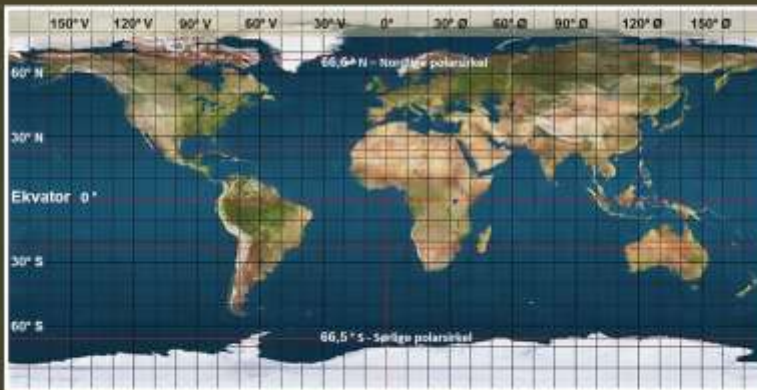 150° V 120° V 90° V 60° V 30° V 0° 30° Ø 60° Ø 90° Ø 120° Ø 150° Ø
66,6° N - Nordlige polarsirkel
60° N
30° N
Ekvator 0°
30° S
60° S
66,5° S - Sørlige polarsirkel